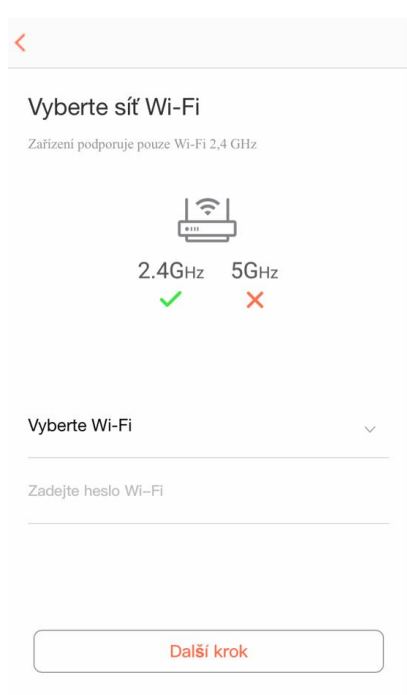 Vyberte síť Wi-Fi
Zařízení podporuje pouze Wi-Fi 2,4 GHz
2.4GHz 5GHz
Vyberte Wi-Fi
Zadejte heslo Wi–Fi
Další krok